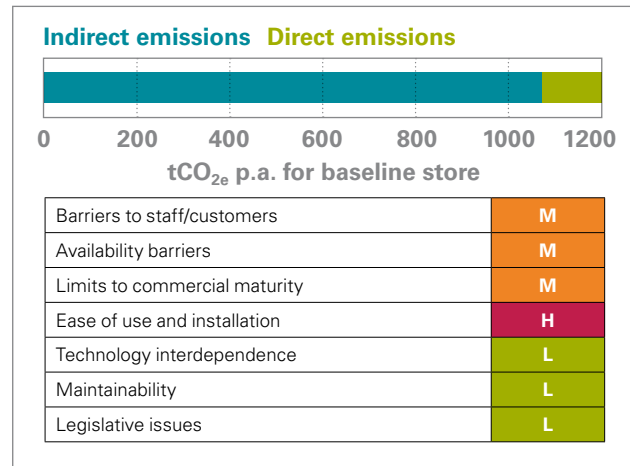 Indirect emissions Direct emissions
0 200 400 600 800 1000 1200
tCO2e p.a. for baseline store
Barriers to staff/customers M
Availability barriers M
Limits to commercial maturity M
Ease of use and installation H
Technology interdependence L
Maintainability L
Legislative issues L